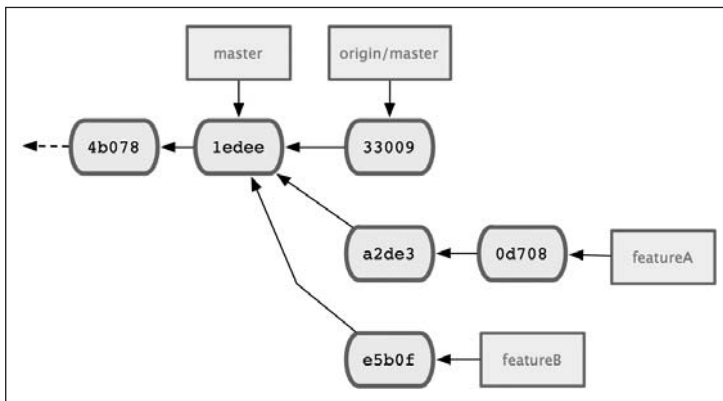 master
origin/master
4b078
1edee
33009
a2de3
0d708
featureA
e5b0f
featureB